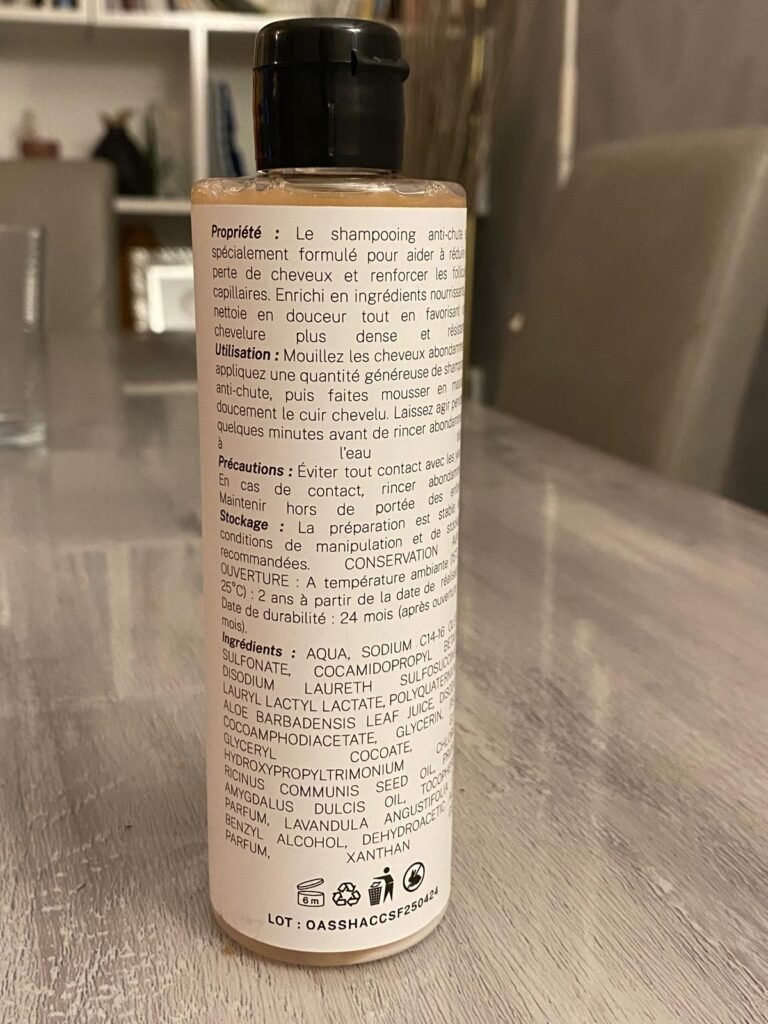 Propriété : Le shampooing anti-chute
spécialement formulé pour aider à
perte de cheveux et renforcer les
capillaires. Enrichi en ingrédients
nettoie en douceur tout en favorisant
chevelure plus dense et
Utilisation : Mouillez les cheveux
appliquez une quantité généreuse de
anti-chute, puis faites mousser en
doucement le cuir chevelu. Laissez agir
quelques minutes avant de rincer
à l'eau
Précautions : Éviter tout contact avec les
En cas de contact, rincer
Maintenir hors de portée des
Stockage : La préparation est stable
conditions de manipulation et de
recommandées. CONSERVATION
OUVERTURE : A température ambiante
25°C) : 2 ans à partir de la date de
Date de durabilité : 24 mois (après
mois).
Ingrédients : AQUA, SODIUM C14-16
SULFONATE, COCAMIDOPROPYL
DISODIUM LAURETH
LAURYL LACTYL LACTATE,
ALOE BARBADENSIS LEAF JUICE,
COCOAMPHODIACETATE, GLYCERIN,
GLYCERYL COCOATE,
HYDROXYPROPYLTRIMONIUM
RICINUS COMMUNIS SEED OIL,
AMYGDALUS DULCIS OIL,
PARFUM, LAVANDULA ANGUSTIFOLIA
BENZYL ALCOHOL, DEHYDROACETIC
PARFUM, XANTHAN
6 m
LOT : OASSHACCSF250424